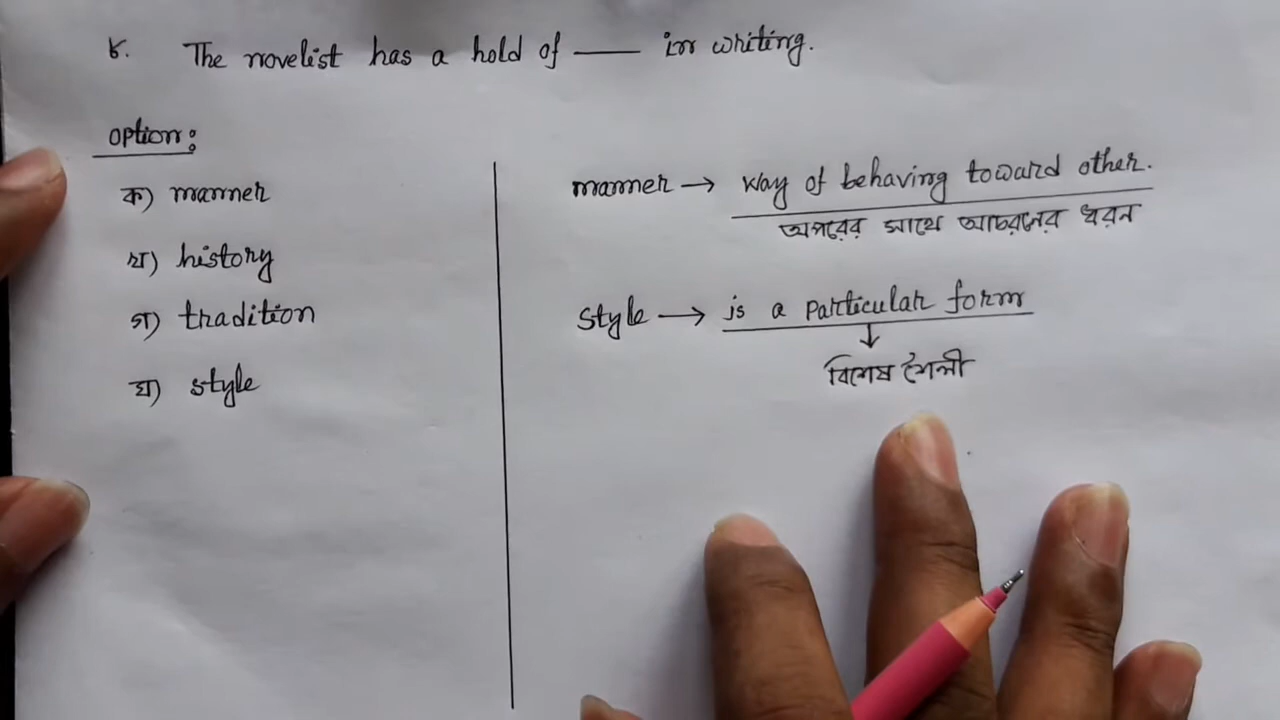 ৮. The novelist has a hold of —— in writing.
option:
ক) manner
খ) history
গ) tradition
ঘ) style
manner → way of behaving toward other.
অপরের সাথে আচরনের ধরন
style → is a particular form
↓
বিশেষ শৈলী